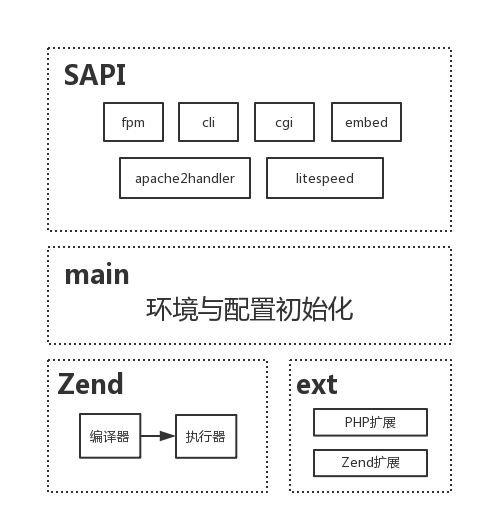 SAPI
fpm cli cgi embed
apache2handler litespeed
main
环境与配置初始化
Zend
编译器 执行器
ext
PHP扩展
Zend扩展